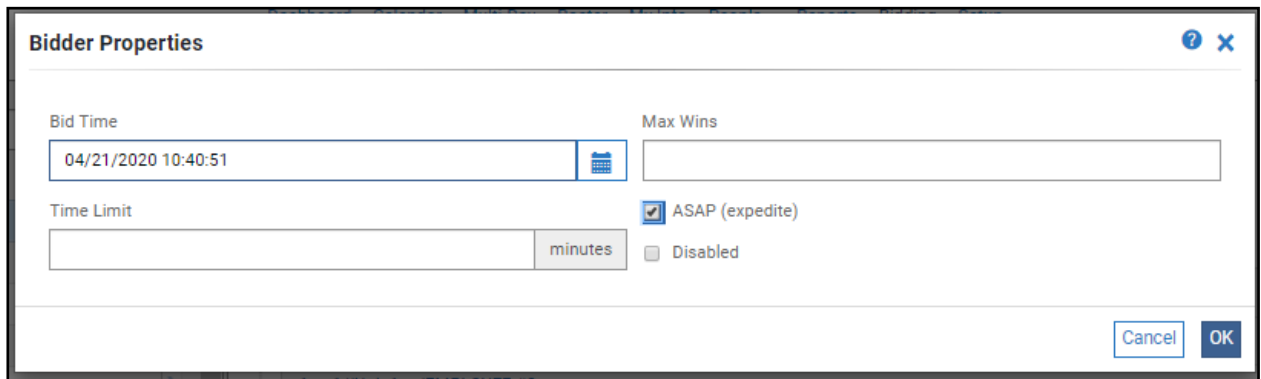 Bidder Properties
Bid Time
Max Wins
04/21/2020 10:40:51
Time Limit
ASAP (expedite)
minutes
Disabled
Cancel OK